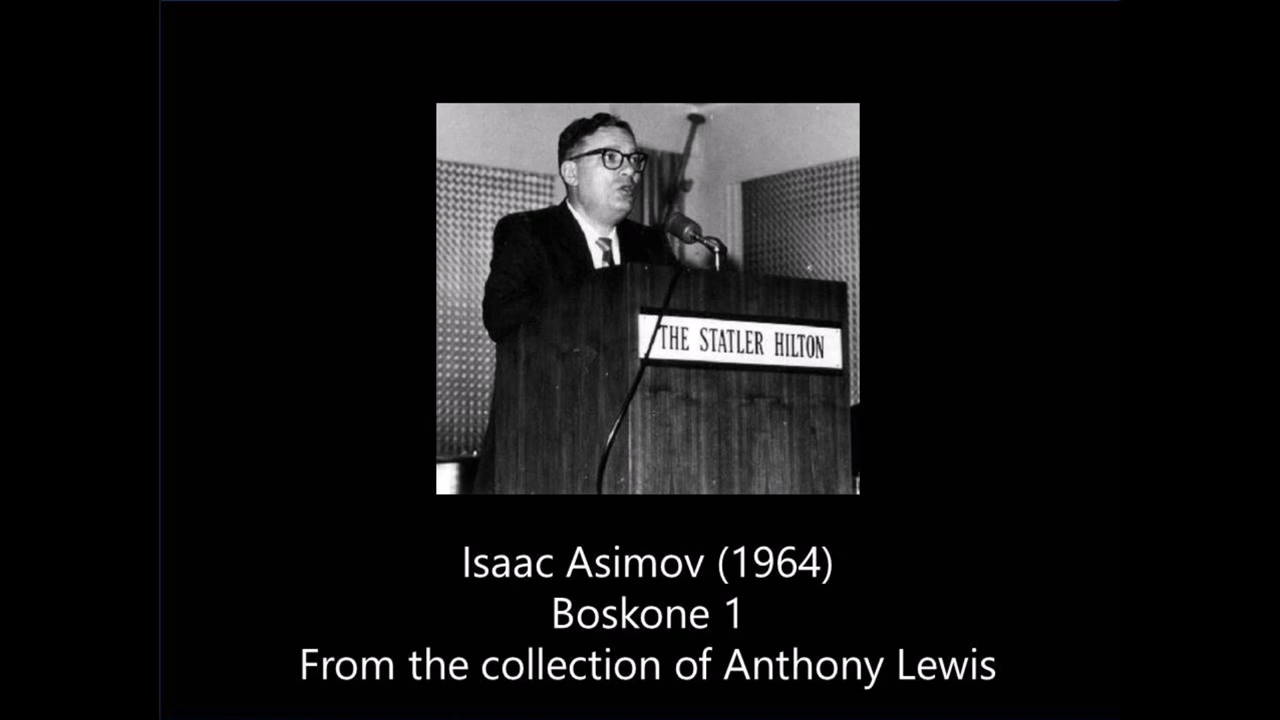 THE STATLER HILTON
Isaac Asimov (1964)
Boskone 1
From the collection of Anthony Lewis